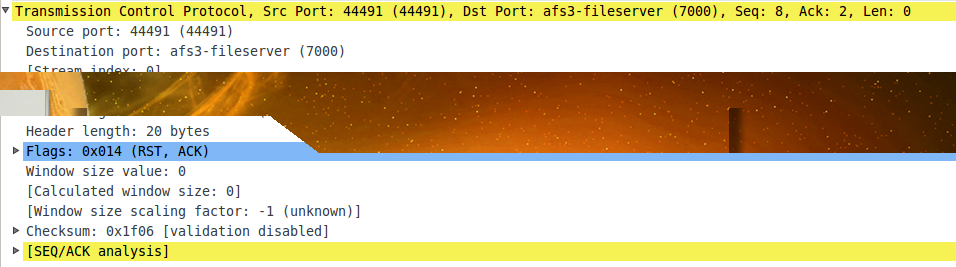 Transmission Control Protocol, Src Port: 44491 (44491), Dst Port: afs3-fileserver (7000), Seq: 8, Ack: 2, Len: 0
Source port: 44491 (44491)
Destination port: afs3-fileserver (7000)
[Stream index: 0]
Header length: 20 bytes
Flags: 0x014 (RST, ACK)
Window size value: 0
[Calculated window size: 0]
[Window size scaling factor: -1 (unknown)]
Checksum: 0x1f06 [validation disabled]
[SEQ/ACK analysis]